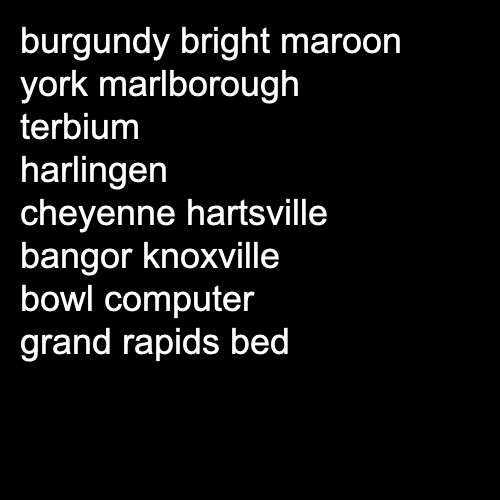 burgundy bright maroon
york marlborough
terbium
harlingen
cheyenne hartsville
bangor knoxville
bowl computer
grand rapids bed